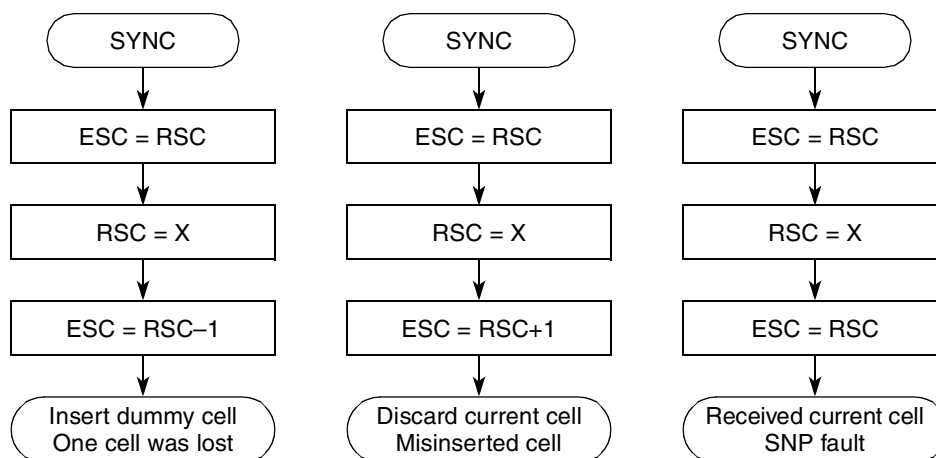 SYNC
ESC = RSC
RSC = X
ESC = RSC–1
Insert dummy cell
One cell was lost
SYNC
ESC = RSC
RSC = X
ESC = RSC+1
Discard current cell
Misinserted cell
SYNC
ESC = RSC
RSC = X
ESC = RSC
Received current cell
SNP fault